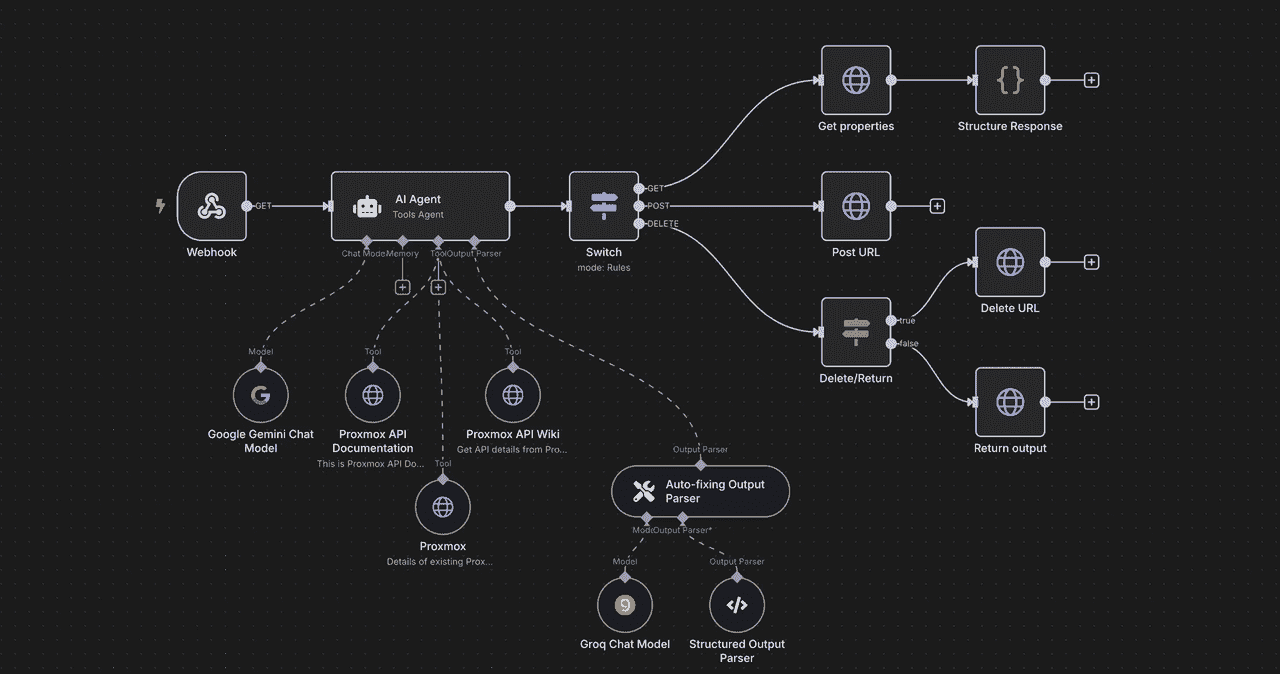 Get properties
Structure Response
GET
AI Agent
Tools Agent
GET
POST
DELETE
Webhook
Chat Mode
Memory
Tool
Output Parser
Switch
mode: Rules
Post URL
Delete URL
true
false
Delete/Return
Model
Tool
Tool
Google Gemini Chat
Model
Proxmox API
Documentation
This is Proxmox API Do...
Proxmox API Wiki
Get API details from Pro...
Return output
Tool
Proxmox
Details of existing Prox...
Output Parser
Auto-fixing Output
Parser
Output Parser*
Model
Output Parser
g
Groq Chat Model
Structured Output
Parser